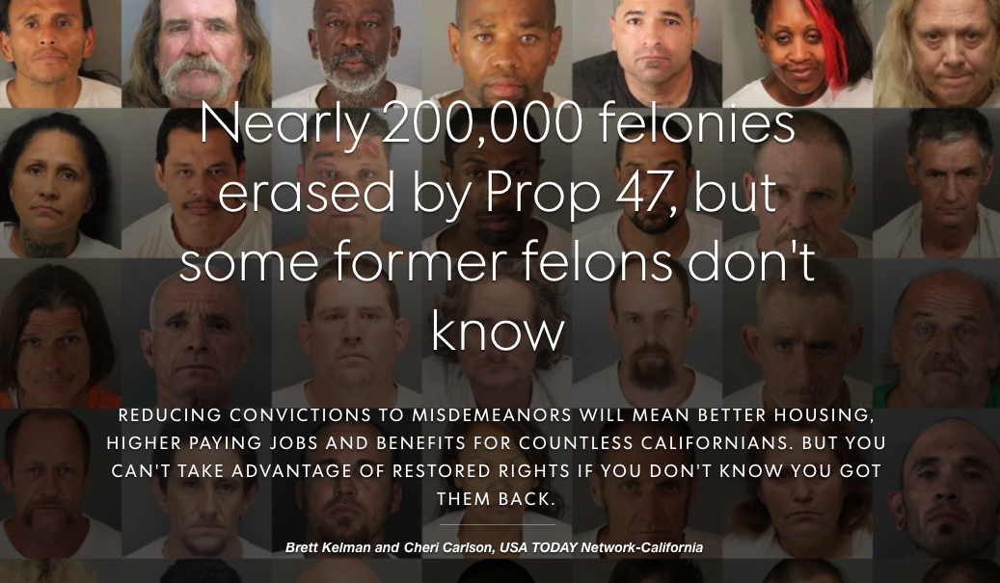 Nearly 200,000 felonies
erased by Prop 47, but
some former felons don't
know
REDUCING CONVICTIONS TO MISDEMEANORS WILL MEAN BETTER HOUSING,
HIGHER PAYING JOBS AND BENEFITS FOR COUNTLESS CALIFORNIANS. BUT YOU
CAN'T TAKE ADVANTAGE OF RESTORED RIGHTS IF YOU DON'T KNOW YOU GOT
THEM BACK.
Brett Kelman and Cheri Carlson, USA TODAY Network-California